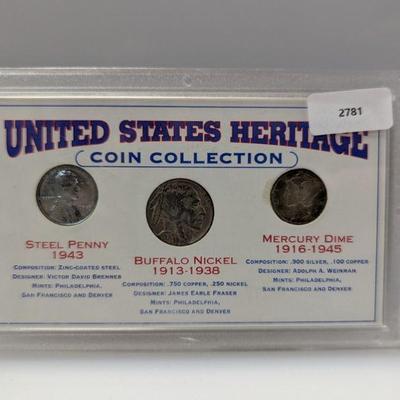 2781
UNITED STATES HERITAGE
COIN COLLECTION
STEEL PENNY
1943
COMPOSITION: ZINC-COATED STEEL
DESIGNER: VICTOR DAVID BRENNER
MINTS: PHILADELPHIA,
SAN FRANCISCO AND DENVER
BUFFALO NICKEL
1913-1938
COMPOSITION: .750 COPPER, .250 NICKEL
DESIGNER: JAMES EARLE FRASER
MINTS: PHILADELPHIA,
SAN FRANCISCO AND DENVER
MERCURY DIME
1916-1945
COMPOSITION: .900 SILVER, .100 COPPER
DESIGNER: ADOLPH A. WEINMAN
MINTS: PHILADELPHIA,
SAN FRANCISCO AND DENVER